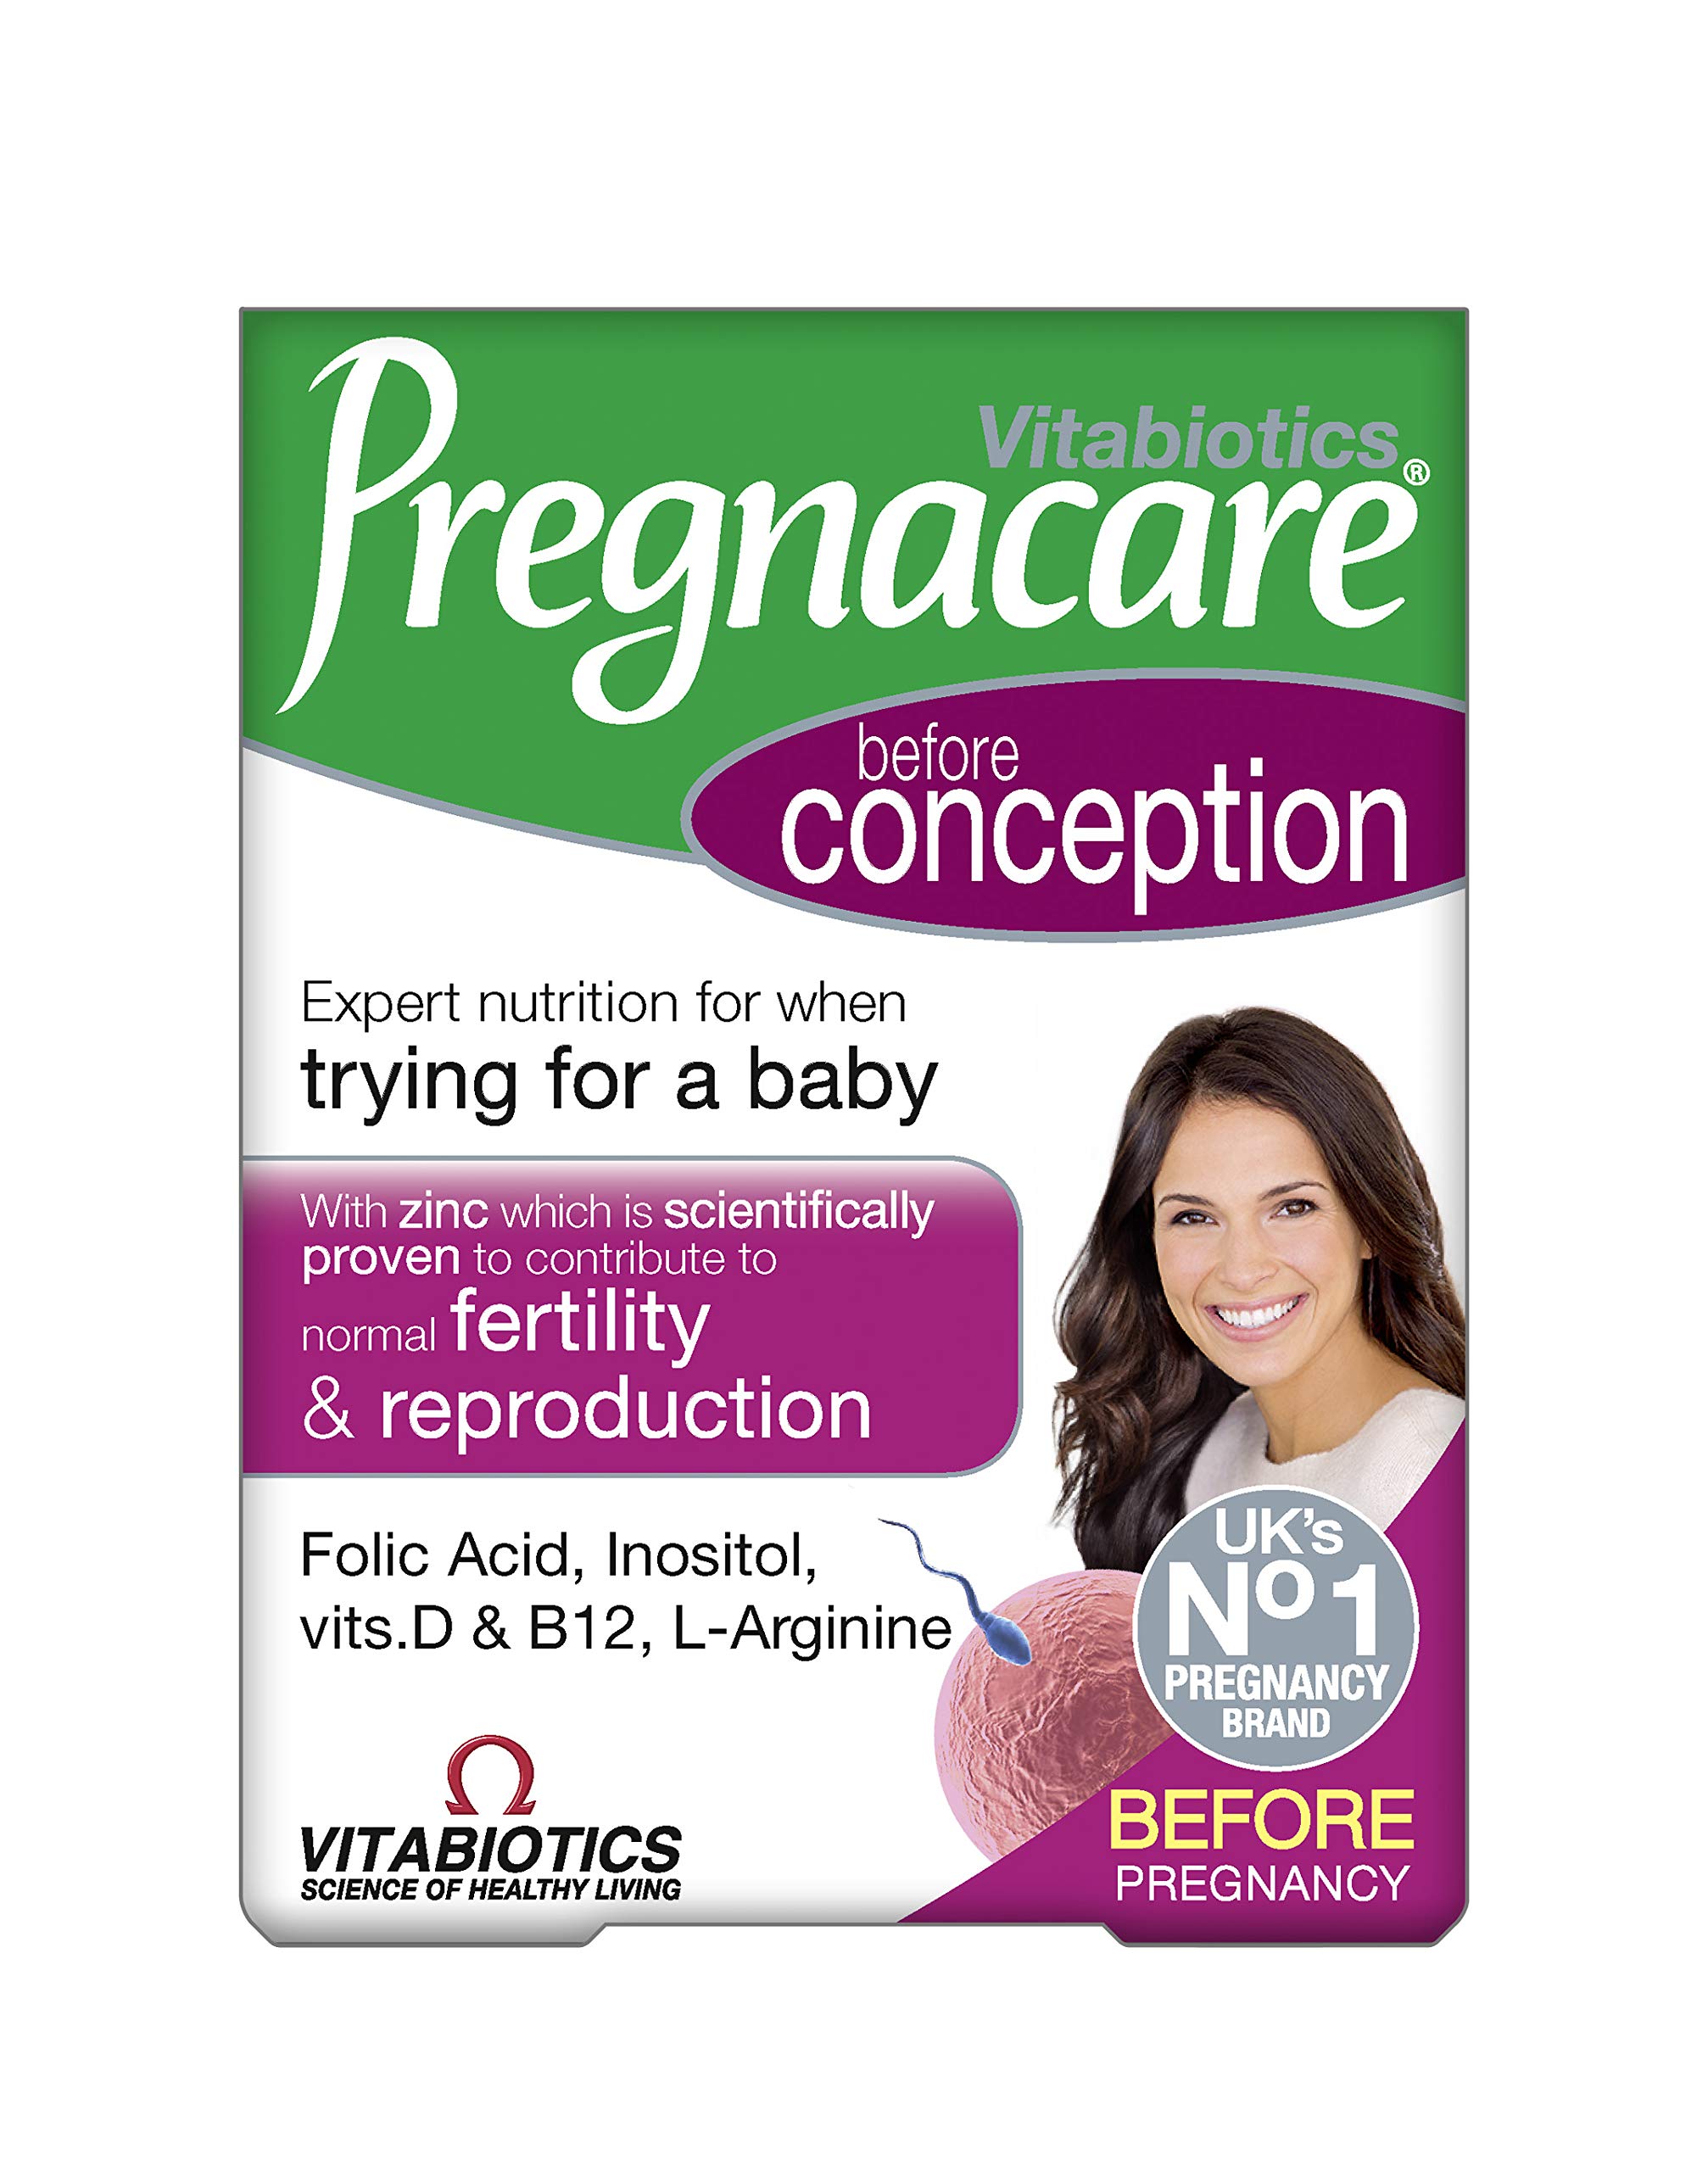 Vitabiotics
Pregnacare®
before
conception
Expert nutrition for when
trying for a baby
With zinc which is scientifically
proven to contribute to
normal fertility
& reproduction
Folic Acid, Inositol,
vits.D & B12, L-Arginine
UK's
Nº1
PREGNANCY
BRAND
BEFORE
PREGNANCY
VITABIOTICS
SCIENCE OF HEALTHY LIVING